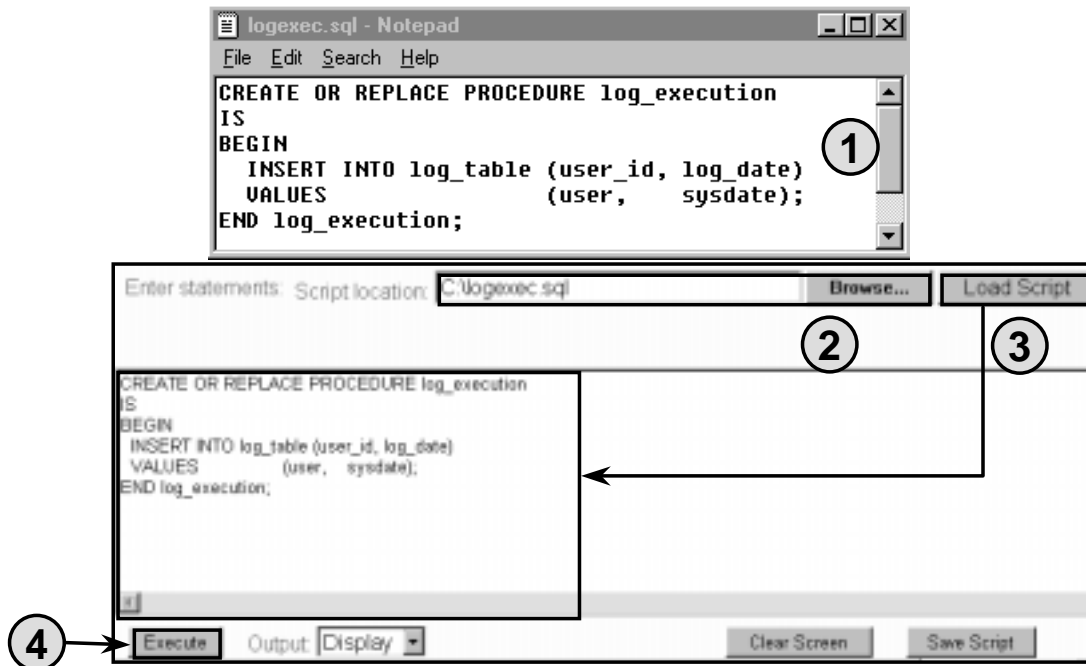 logexec.sql - Notepad
File Edit Search Help
CREATE OR REPLACE PROCEDURE log_execution
IS
BEGIN
INSERT INTO log_table (user_id, log_date)
VALUES (user, sysdate);
END log_execution;
1
Enter statements: Script location: C:\logexec.sql Browse... Load Script
2
3
CREATE OR REPLACE PROCEDURE log_execution
IS
BEGIN
INSERT INTO log_table (user_id, log_date)
VALUES (user, sysdate);
END log_execution;
4
Execute Output: Display Clear Screen Save Script